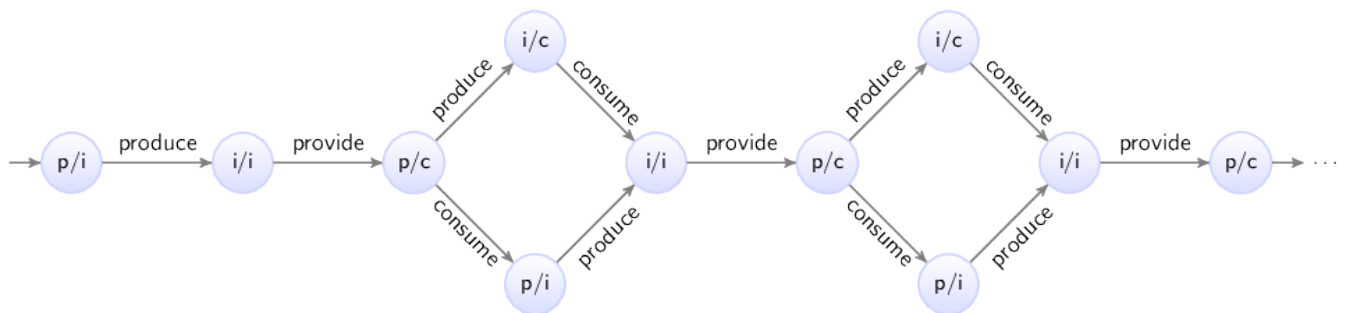 i/c
i/c
produce
consume
produce
consume
p/i
produce
i/i
provide
p/c
i/i
provide
p/c
i/i
provide
p/c
...
consume
produce
consume
produce
p/i
p/i